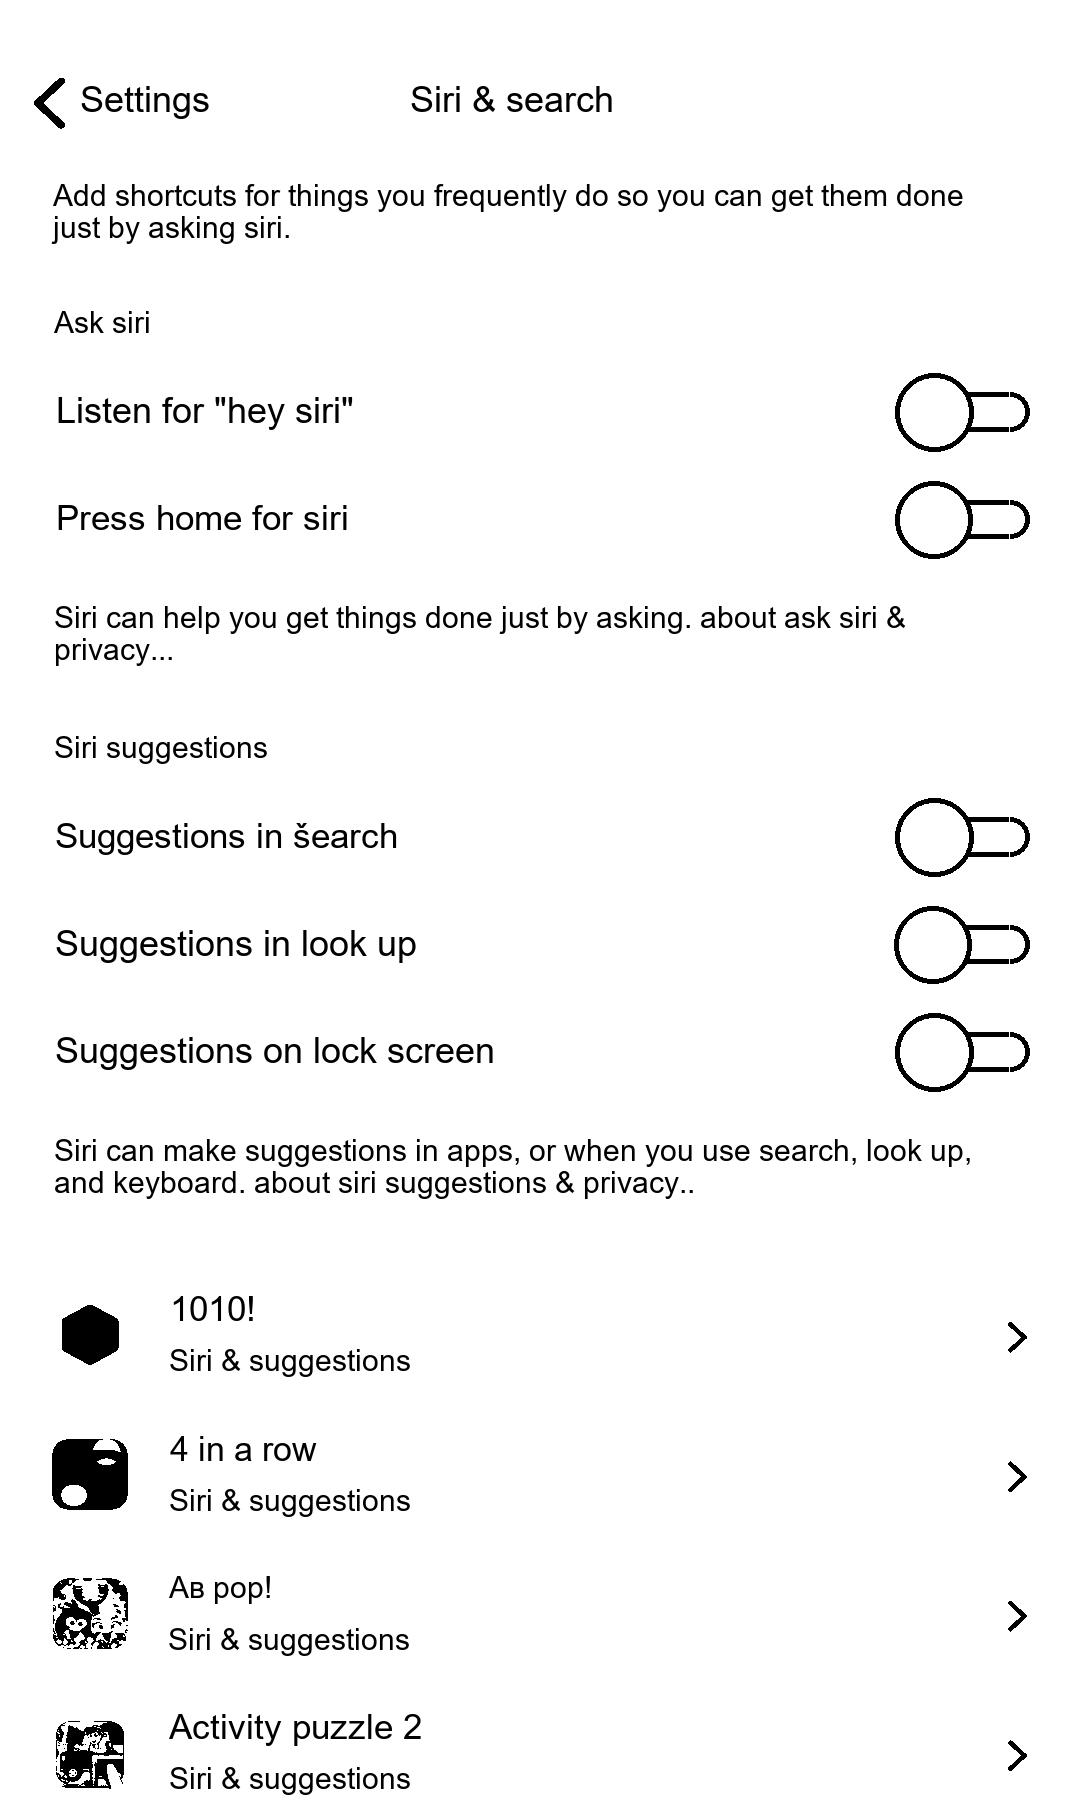 Settings
Siri & search
Add shortcuts for things you frequently do so you can get them done
just by asking siri.
Ask siri
Listen for "hey siri"
Press home for siri
Siri can help you get things done just by asking. about ask siri &
privacy...
Siri suggestions
Suggestions in šearch
Suggestions in look up
Suggestions on lock screen
Siri can make suggestions in apps, or when you use search, look up,
and keyboard. about siri suggestions & privacy..
1010!
Siri & suggestions
4 in a row
Siri & suggestions
Aв pop!
Siri & suggestions
Activity puzzle 2
Siri & suggestions